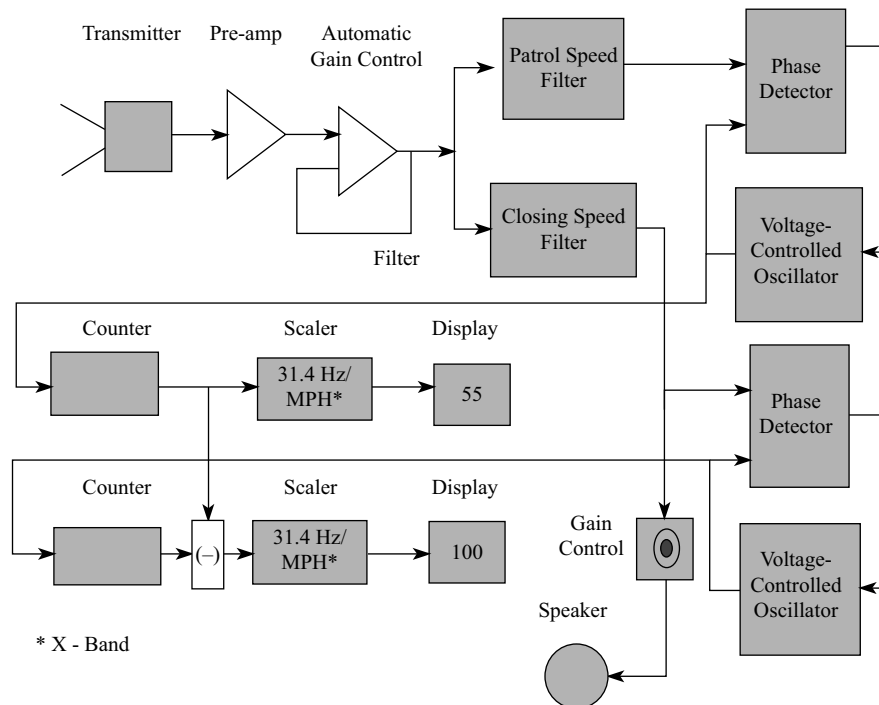 Transmitter
Pre-amp
Automatic
Gain Control
Patrol Speed
Filter
Phase
Detector
Closing Speed
Filter
Filter
Voltage-
Controlled
Oscillator
Counter
Scaler
Display
31.4 Hz/
MPH*
55
Phase
Detector
Counter
Scaler
Display
(–)
31.4 Hz/
MPH*
100
Gain
Control
Voltage-
Controlled
Oscillator
Speaker
* X - Band